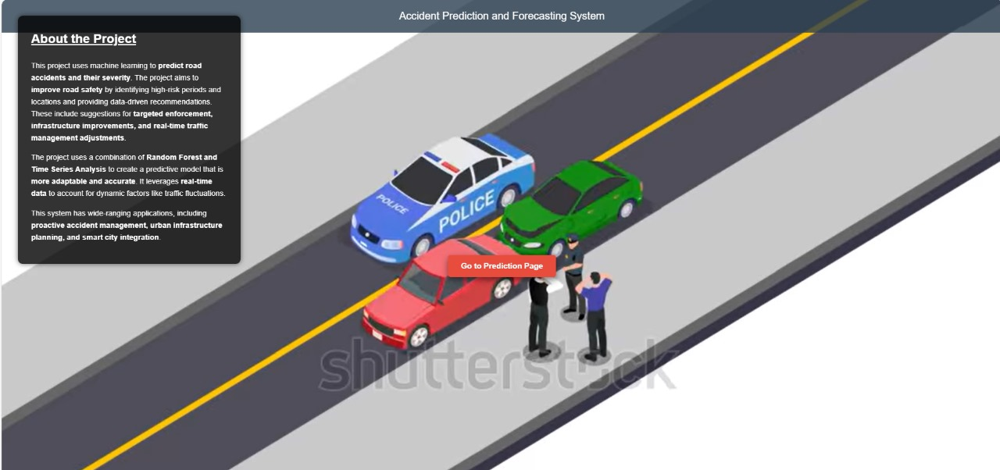 Accident Prediction and Forecasting System
About the Project
This project uses machine learning to predict road
accidents and their severity. The project aims to
improve road safety by identifying high-risk periods and
locations and providing data-driven recommendations.
These include suggestions for targeted enforcement,
infrastructure improvements, and real-time traffic
management adjustments.
The project uses a combination of Random Forest and
Time Series Analysis to create a predictive model that is
more adaptable and accurate. It leverages real-time
data to account for dynamic factors like traffic fluctuations.
This system has wide-ranging applications, including
proactive accident management, urban infrastructure
planning, and smart city integration.
POLICE
POLICE
Go to Prediction Page
shutterstock